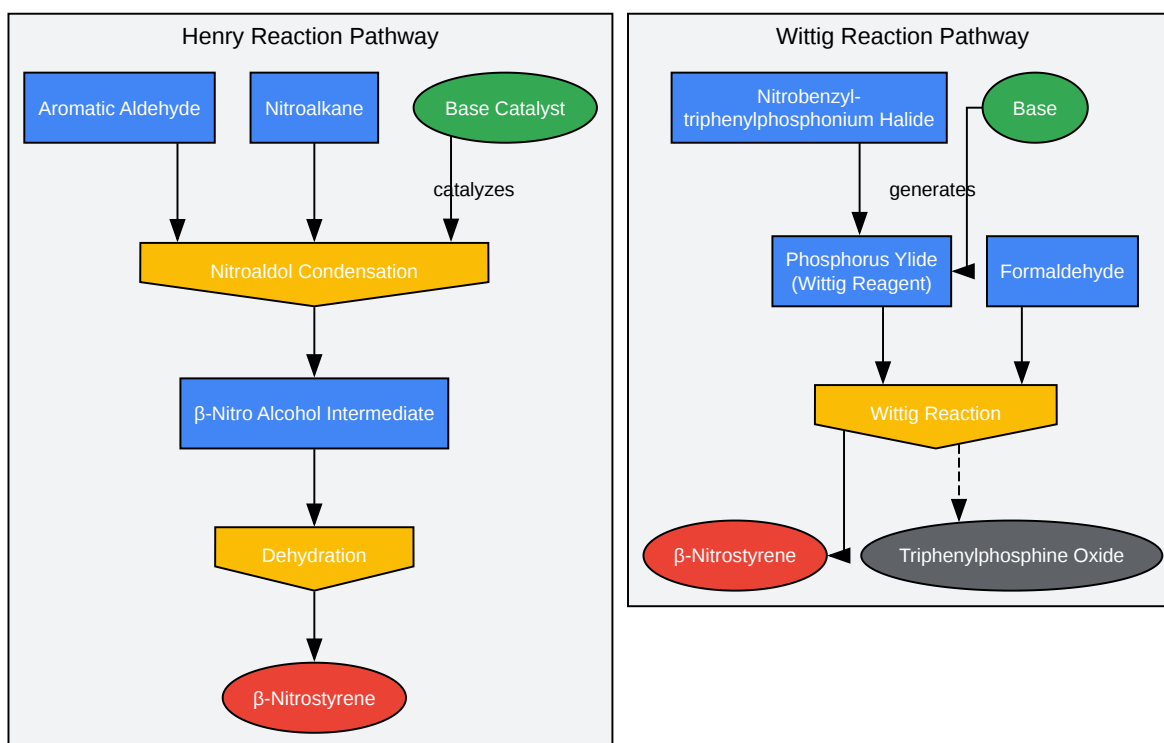 Henry Reaction Pathway
Aromatic Aldehyde
Nitroalkane
Base Catalyst
catalyzes
Nitroaldol Condensation
β-Nitro Alcohol Intermediate
Dehydration
β-Nitrostyrene
Wittig Reaction Pathway
Nitrobenzyl-
triphenylphosphonium Halide
Base
generates
Phosphorus Ylide
(Wittig Reagent)
Formaldehyde
Wittig Reaction
β-Nitrostyrene
Triphenylphosphine Oxide